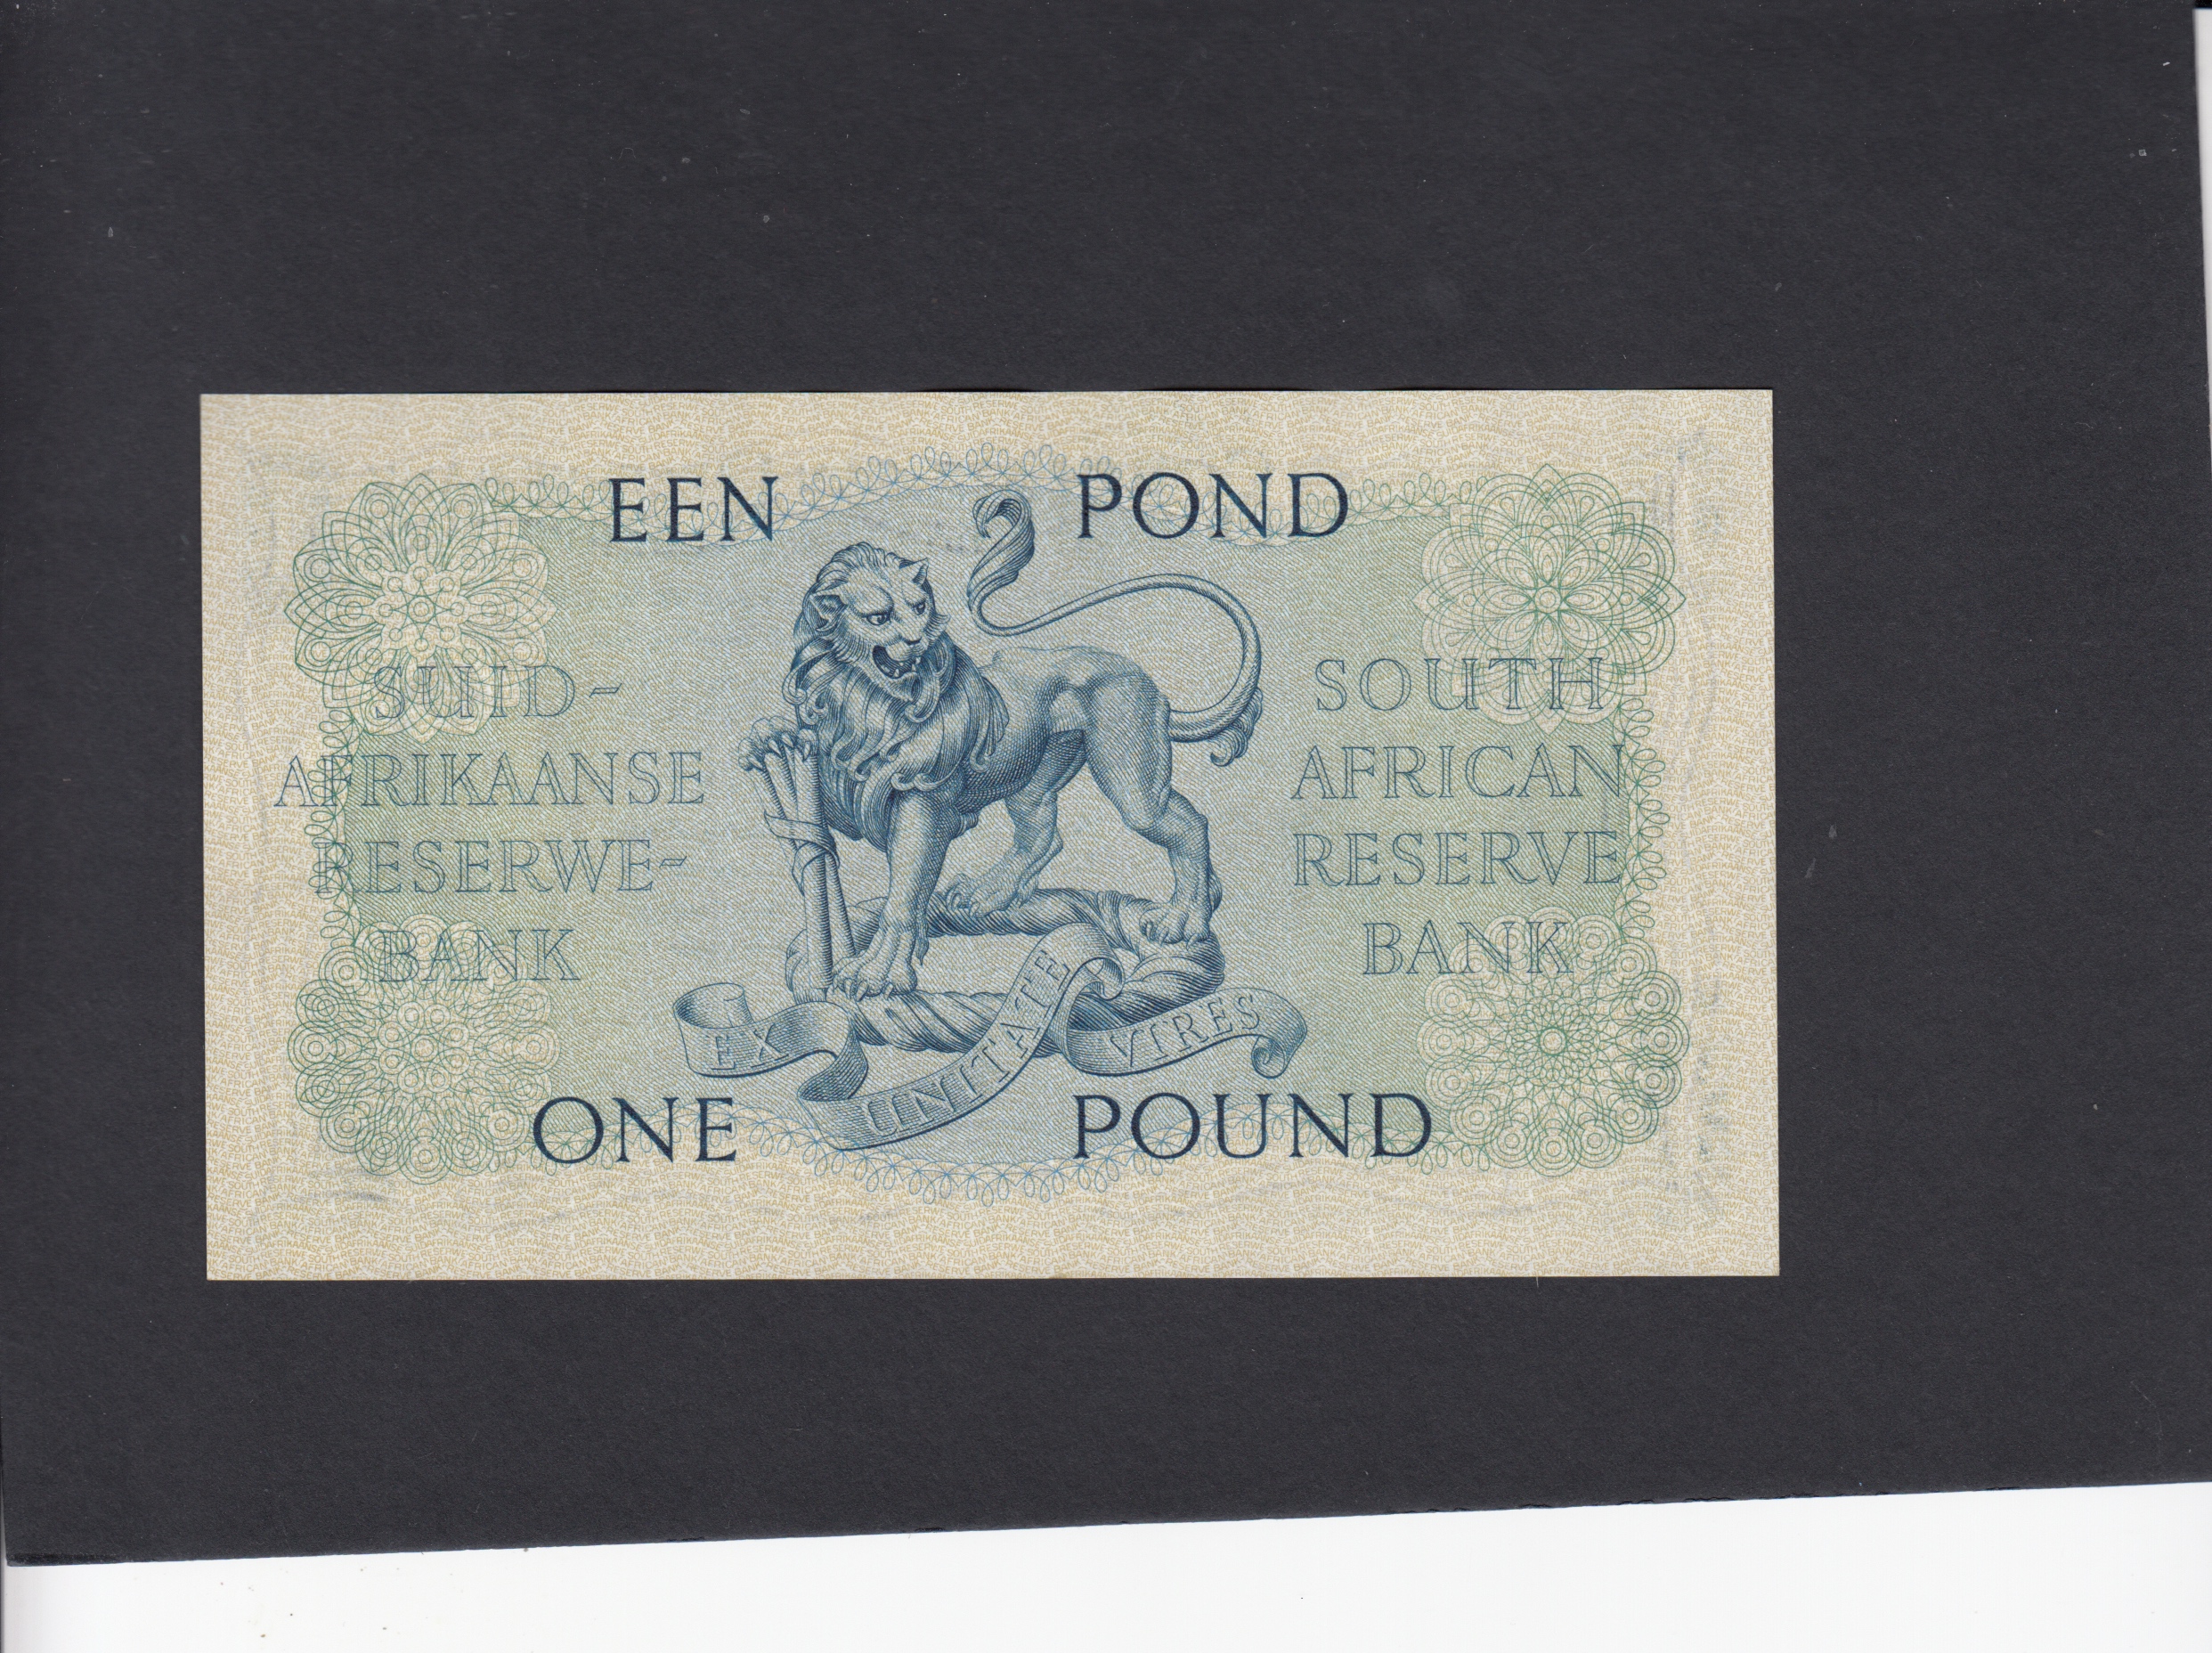 EEN POND
SUID-
AFRIKAANSE
RESERWE-
BANK
SOUTH
AFRICAN
RESERVE
BANK
EX UNITATE VIRES
ONE POUND